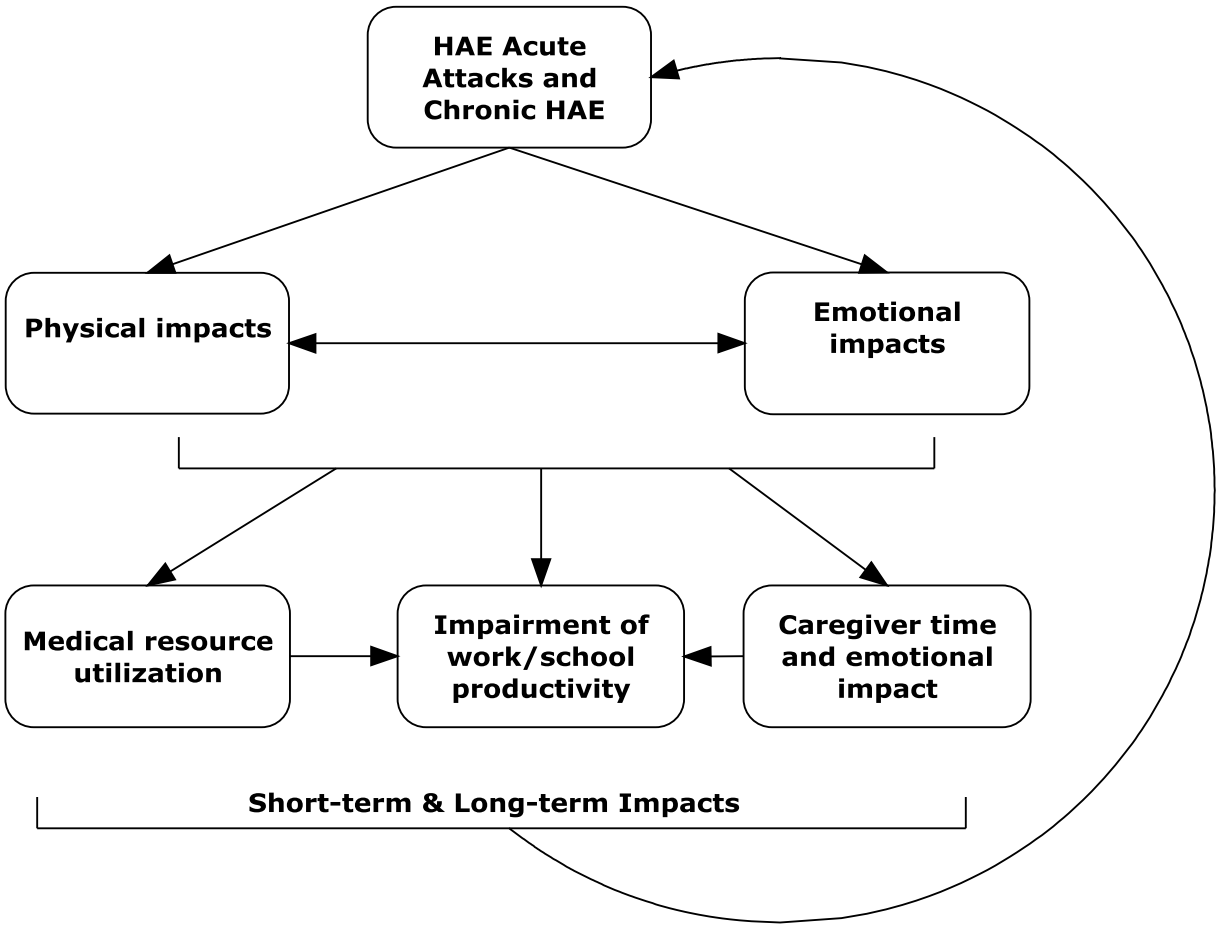 HAE Acute
Attacks and
Chronic HAE
Physical impacts
Emotional
impacts
Medical resource
utilization
Impairment of
work/school
productivity
Caregiver time
and emotional
impact
Short-term & Long-term Impacts